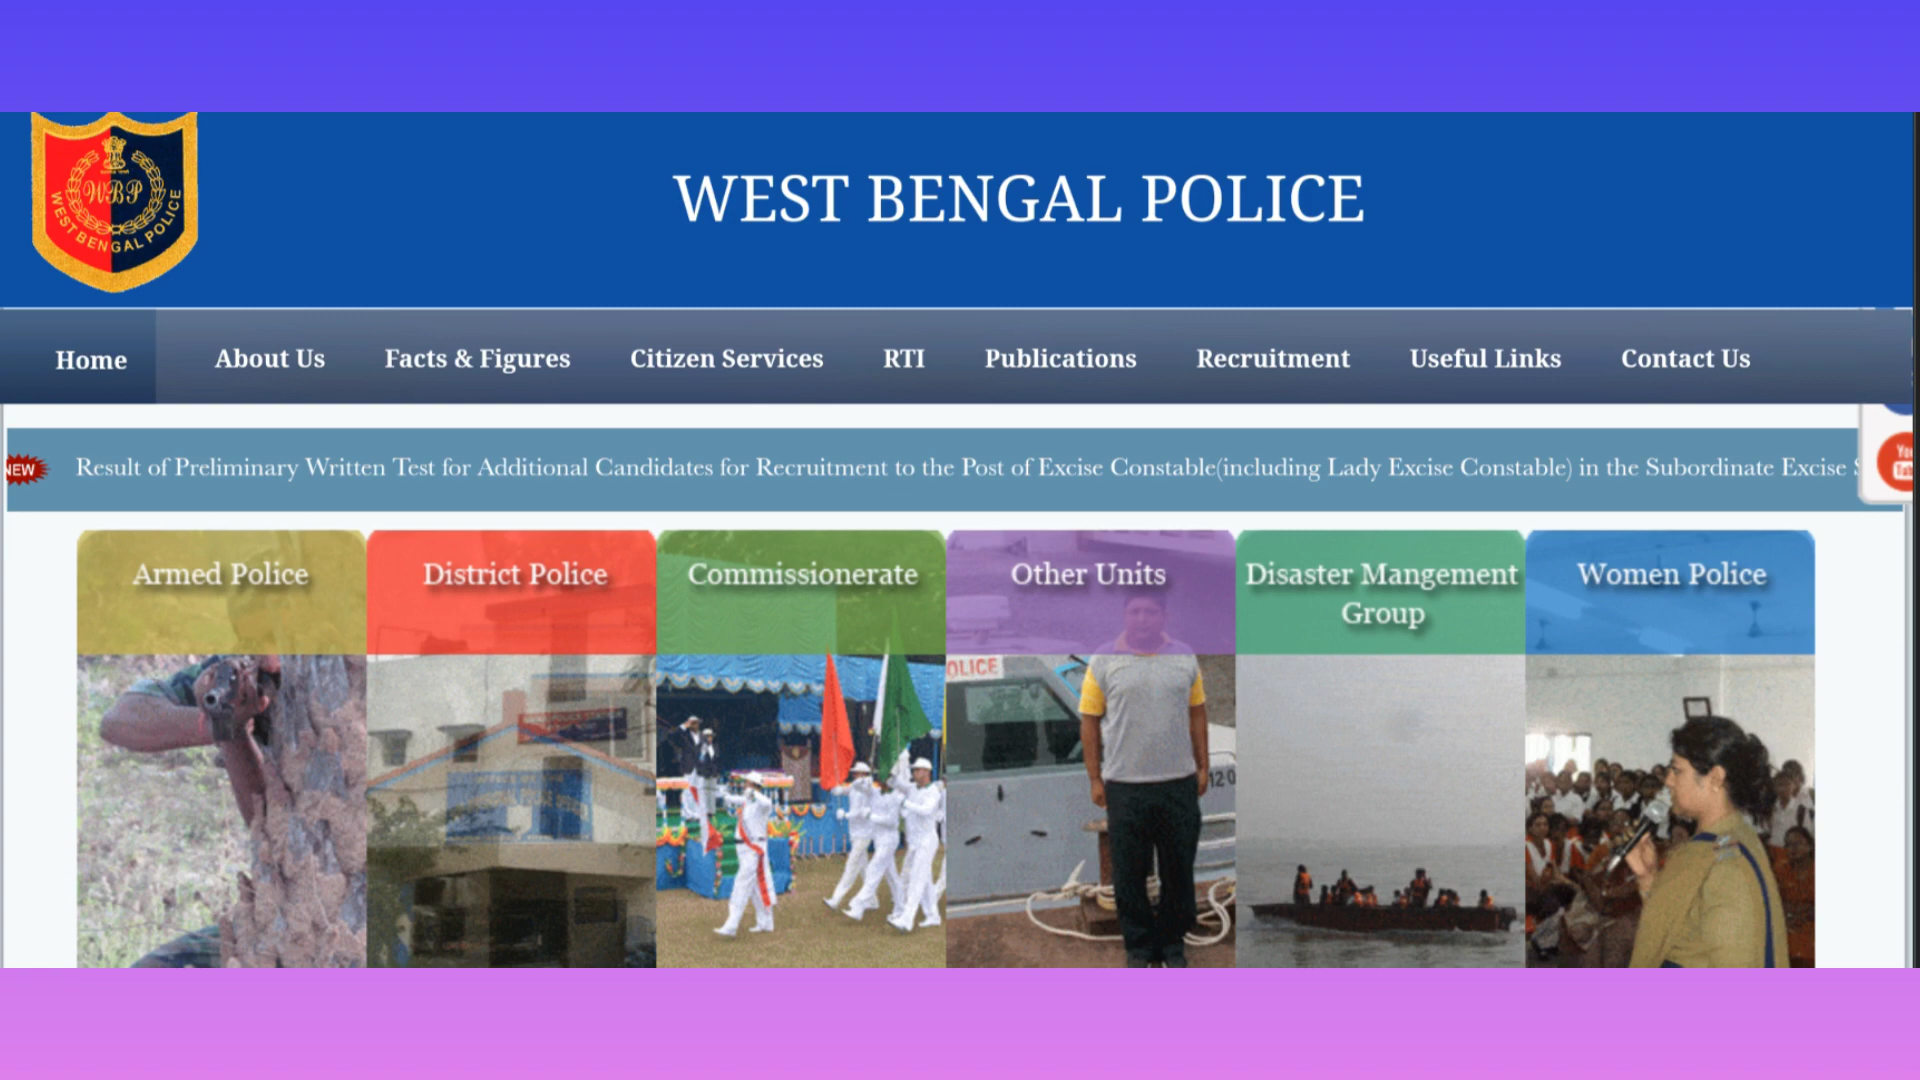 WBP
WEST BENGAL POLICE
WEST BENGAL POLICE
Home
About Us
Facts & Figures
Citizen Services
RTI
Publications
Recruitment
Useful Links
Contact Us
NEW
Result of Preliminary Written Test for Additional Candidates for Recruitment to the Post of Excise Constable(including Lady Excise Constable) in the Subordinate Excise
You
Armed Police
District Police
Commissionerate
Other Units
Disaster Mangement
Group
Women Police
OLICE
120